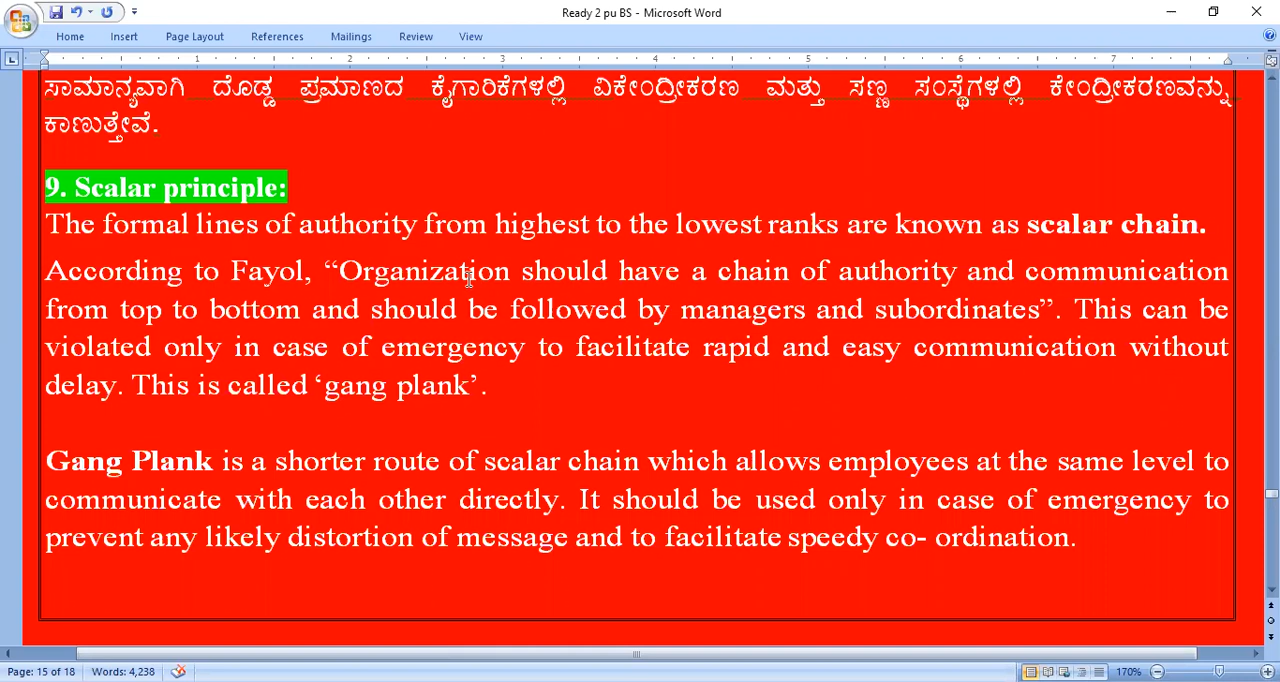 Ready 2 pu BS - Microsoft Word
Home Insert Page Layout References Mailings Review View
1 2 3 4 5 6 7
ಸಾಮಾನ್ಯವಾಗಿ ದೊಡ್ಡ ಪ್ರಮಾಣದ ಕೈಗಾರಿಕೆಗಳಲ್ಲಿ ವಿಕೇಂದ್ರೀಕರಣ ಮತ್ತು ಸಣ್ಣ ಸಂಸ್ಥೆಗಳಲ್ಲಿ ಕೇಂದ್ರೀಕರಣವನ್ನು
ಕಾಣುತ್ತೇವೆ.
9. Scalar principle:
The formal lines of authority from highest to the lowest ranks are known as scalar chain.
According to Fayol, “Organization should have a chain of authority and communication
from top to bottom and should be followed by managers and subordinates”. This can be
violated only in case of emergency to facilitate rapid and easy communication without
delay. This is called ‘gang plank’.
Gang Plank is a shorter route of scalar chain which allows employees at the same level to
communicate with each other directly. It should be used only in case of emergency to
prevent any likely distortion of message and to facilitate speedy co- ordination.
Page: 15 of 18 Words: 4,238 170%